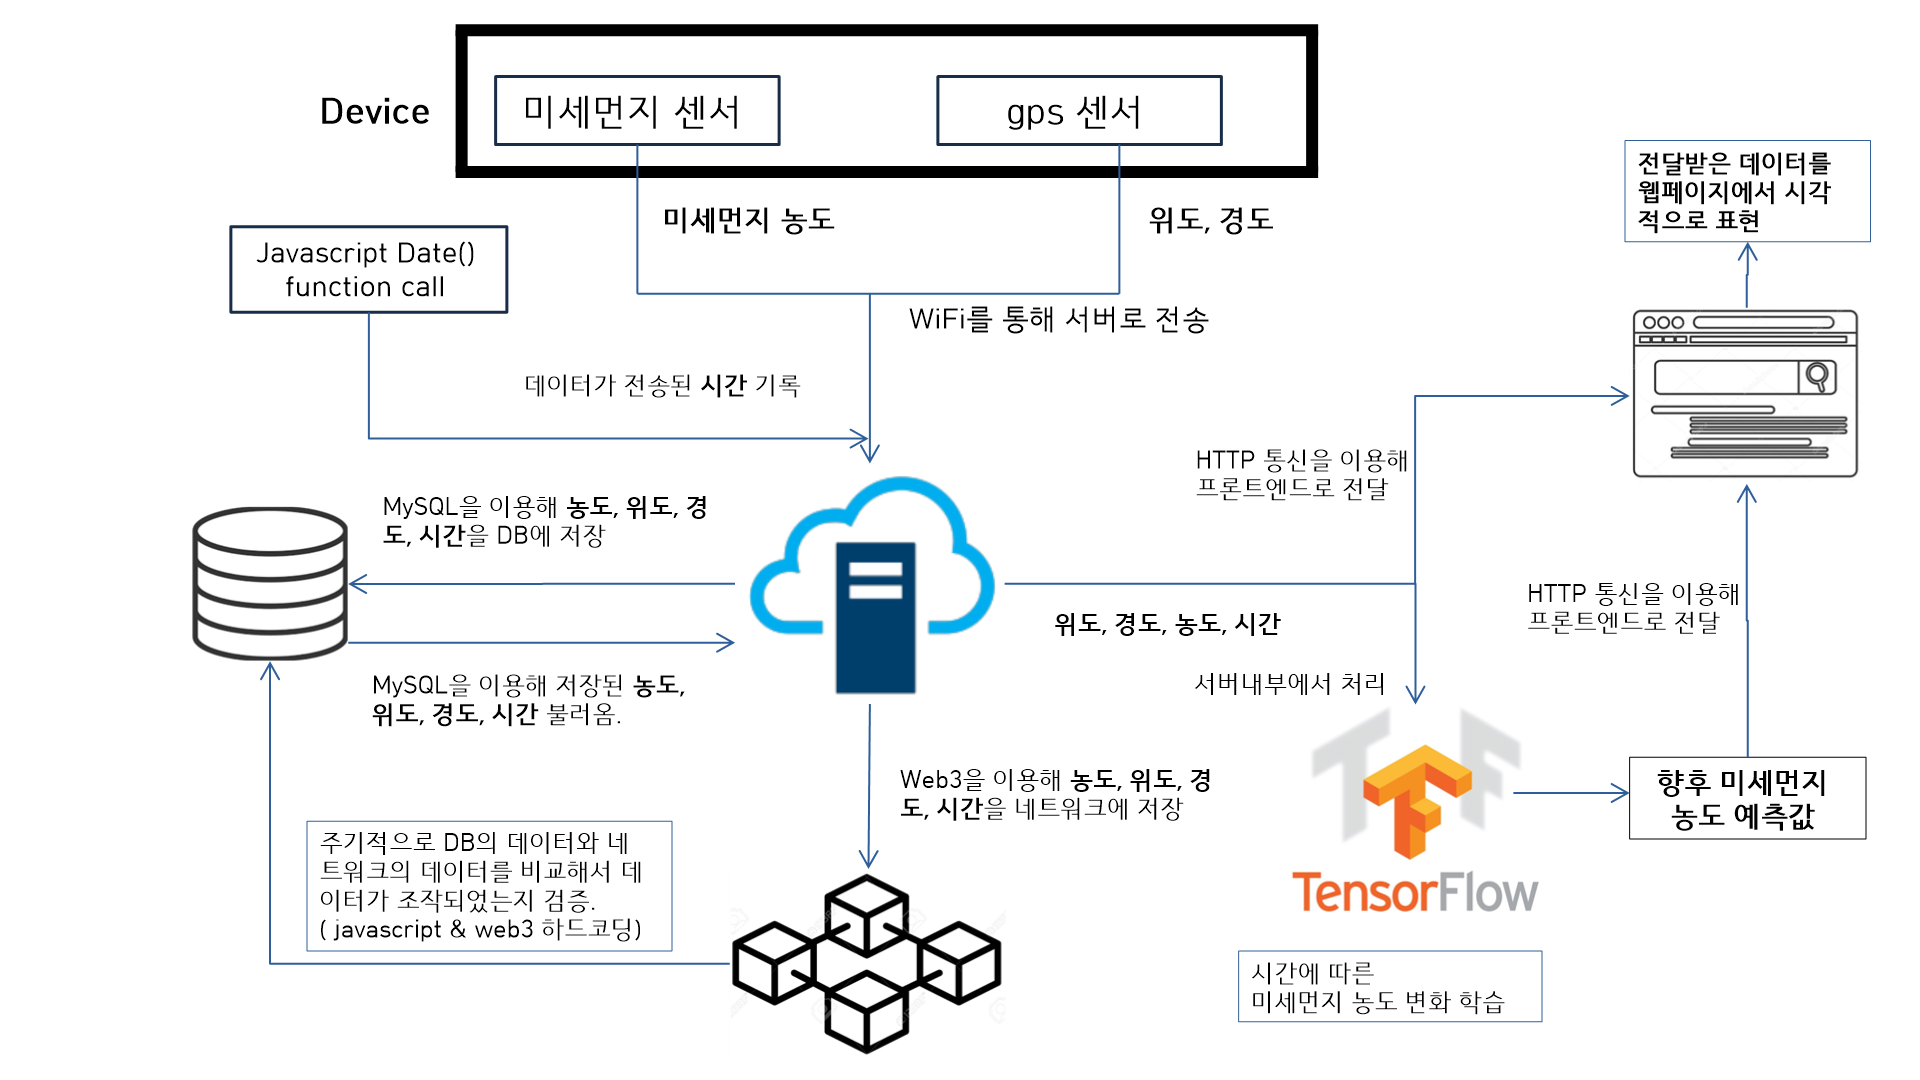 Device
미세먼지 센서
gps 센서
미세먼지 농도
위도, 경도
Javascript Date()
function call
WiFi를 통해 서버로 전송
데이터가 전송된 시간 기록
전달받은 데이터를
웹페이지에서 시각
적으로 표현
MySQL을 이용해 농도, 위도, 경
도, 시간을 DB에 저장
HTTP 통신을 이용해
프론트엔드로 전달
MySQL을 이용해 저장된 농도,
위도, 경도, 시간 불러옴.
위도, 경도, 농도, 시간
서버내부에서 처리
HTTP 통신을 이용해
프론트엔드로 전달
Web3을 이용해 농도, 위도, 경
도, 시간을 네트워크에 저장
TensorFlow
향후 미세먼지
농도 예측값
주기적으로 DB의 데이터와 네
트워크의 데이터를 비교해서 데
이터가 조작되었는지 검증.
( javascript & web3 하드코딩)
시간에 따른
미세먼지 농도 변화 학습